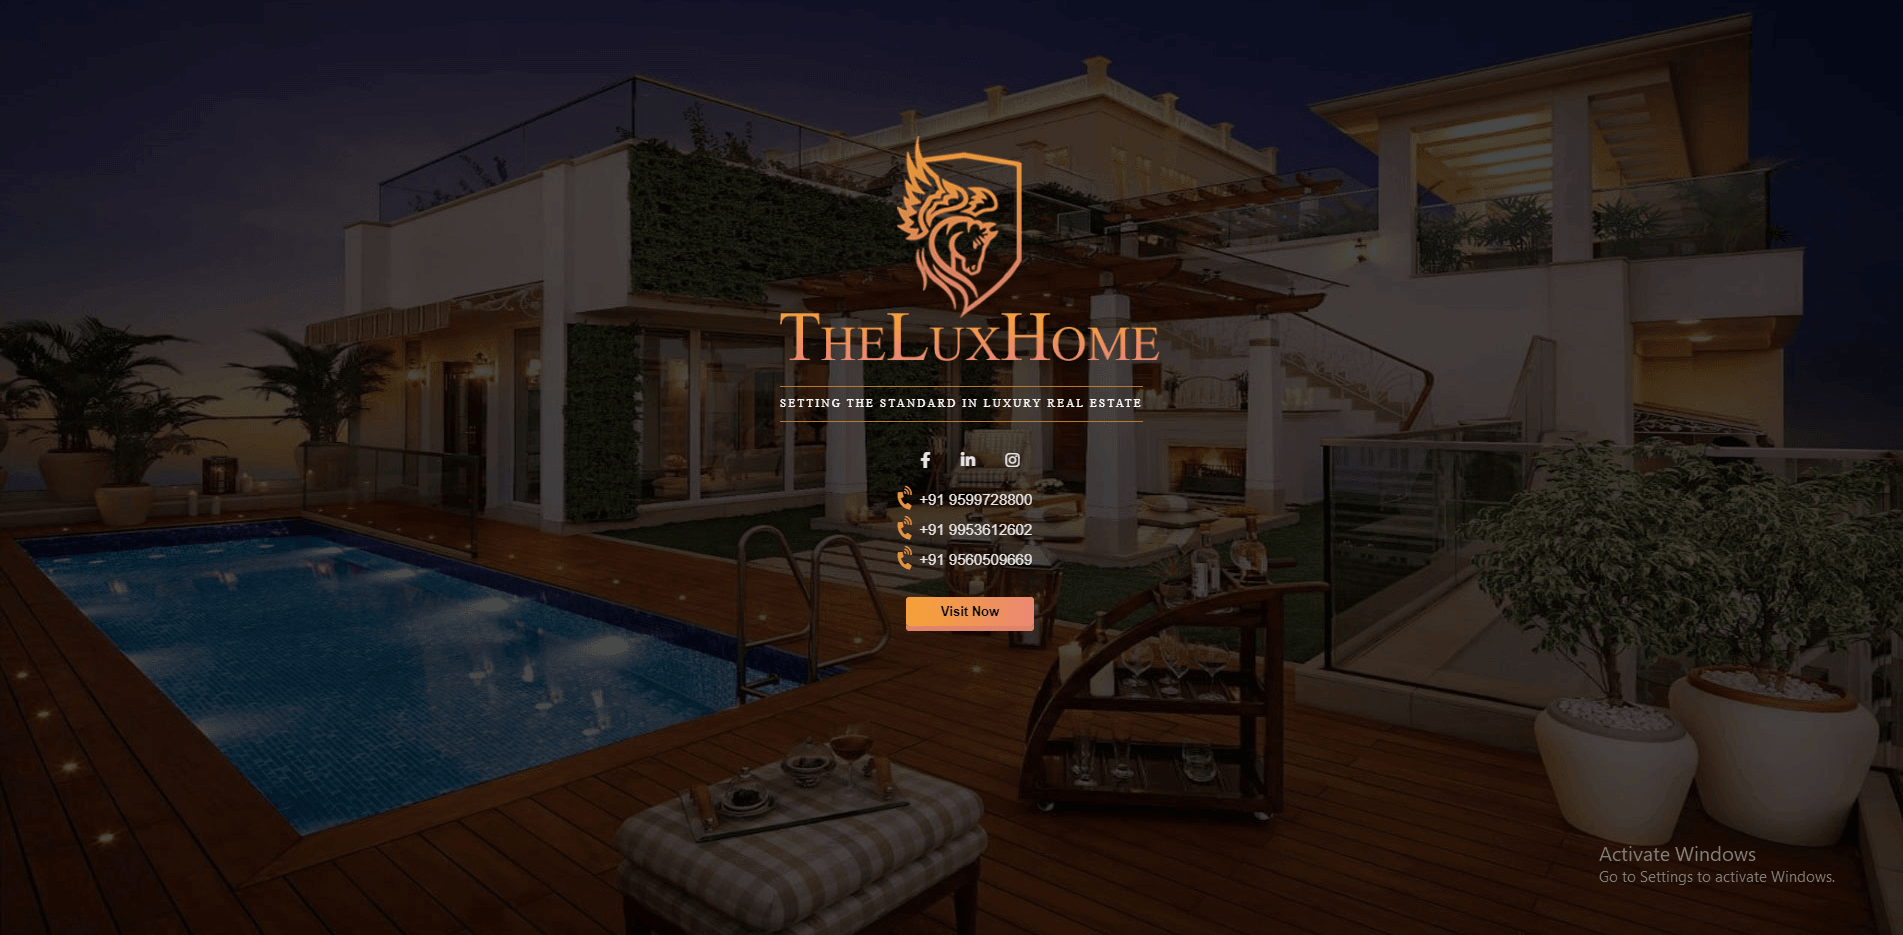 THELUXHOME
SETTING THE STANDARD IN LUXURY REAL ESTATE
+91 9599728800
+91 9953612602
+91 9560509669
Visit Now
Activate Windows
Go to Settings to activate Windows.